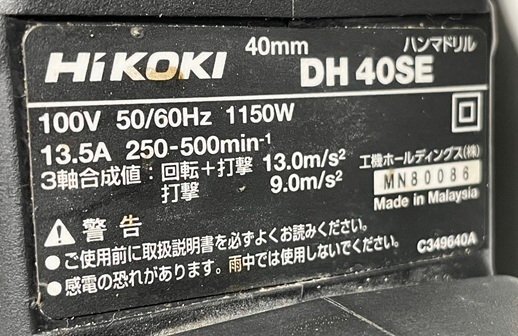 40mm ハンマドリル
HiKOKI DH 40SE
100V 50/60Hz 1150W
13.5A 250-500min-1
3軸合成値：回転＋打撃 13.0m/s2
打撃 9.0m/s2
工機ホールディングス(株)
MN80086
Made in Malaysia
警告
●ご使用前に取扱説明書を必ずよくお読みください。
●感電の恐れがあります。雨中では使用しないでください。
C349640A